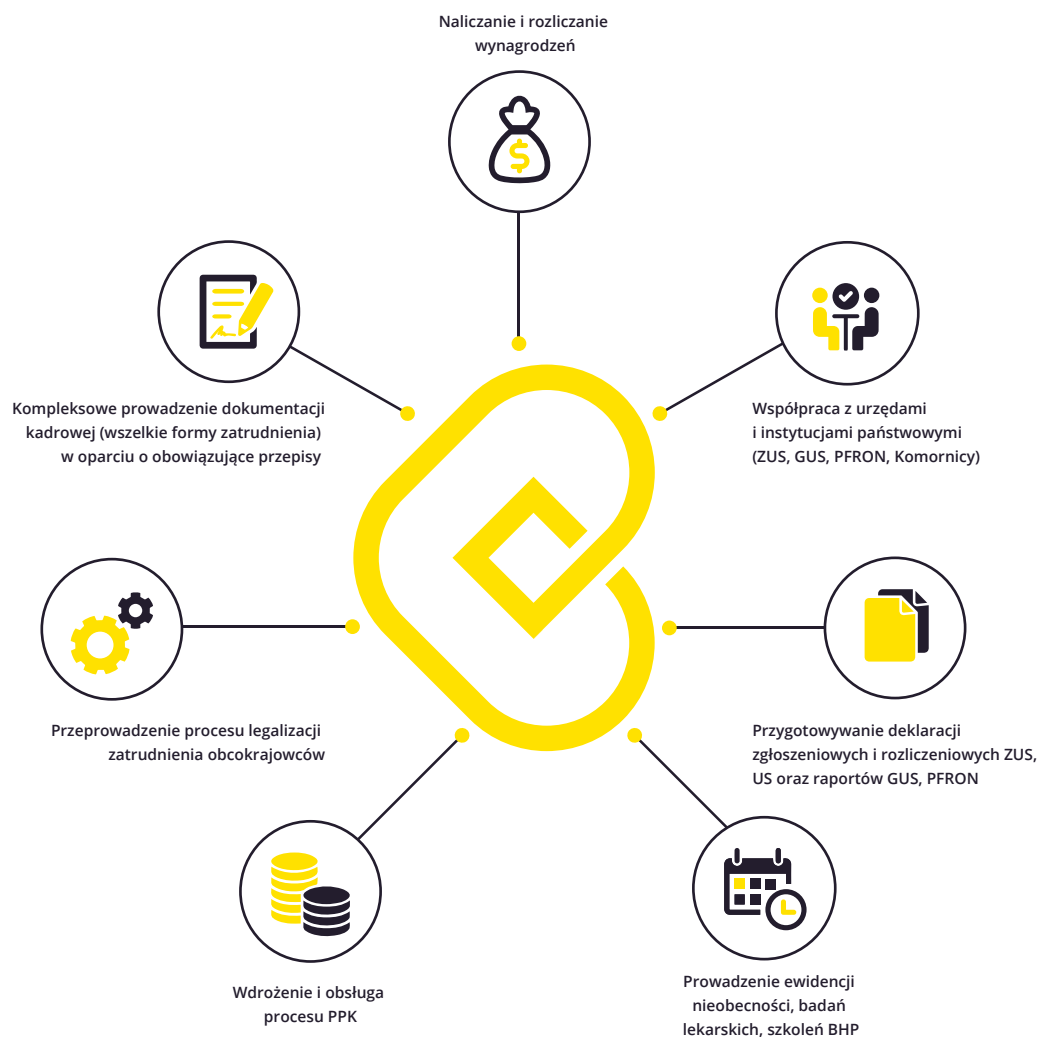 Naliczanie i rozliczanie
wynagrodzeń
Kompleksowe prowadzenie dokumentacji
kadrowej (wszelkie formy zatrudnienia)
w oparciu o obowiązujące przepisy
Współpraca z urzędami
i instytucjami państwowymi
(ZUS, GUS, PFRON, Komornicy)
Przeprowadzenie procesu legalizacji
zatrudnienia obcokrajowców
Przygotowywanie deklaracji
zgłoszeniowych i rozliczeniowych ZUS,
US oraz raportów GUS, PFRON
Wdrożenie i obsługa
procesu PPK
Prowadzenie ewidencji
nieobecności, badań
lekarskich, szkoleń BHP